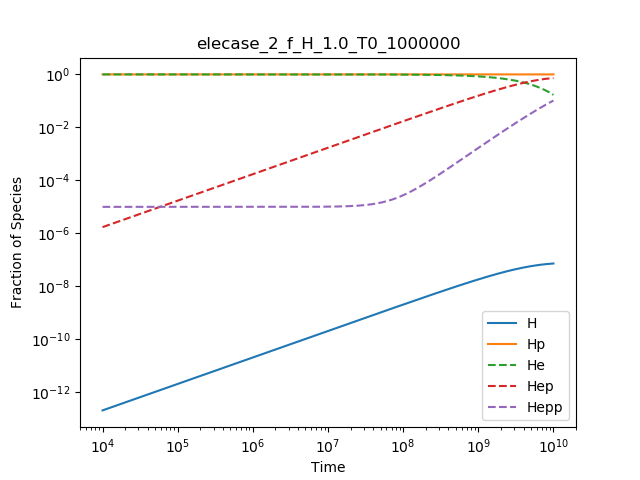 elecase_2_f_H_1.0_T0_1000000
Fraction of Species
10^0
10^-2
10^-4
10^-6
10^-8
10^-10
10^-12
H
Hp
He
Hep
Hepp
10^4
10^5
10^6
10^7
10^8
10^9
10^10
Time